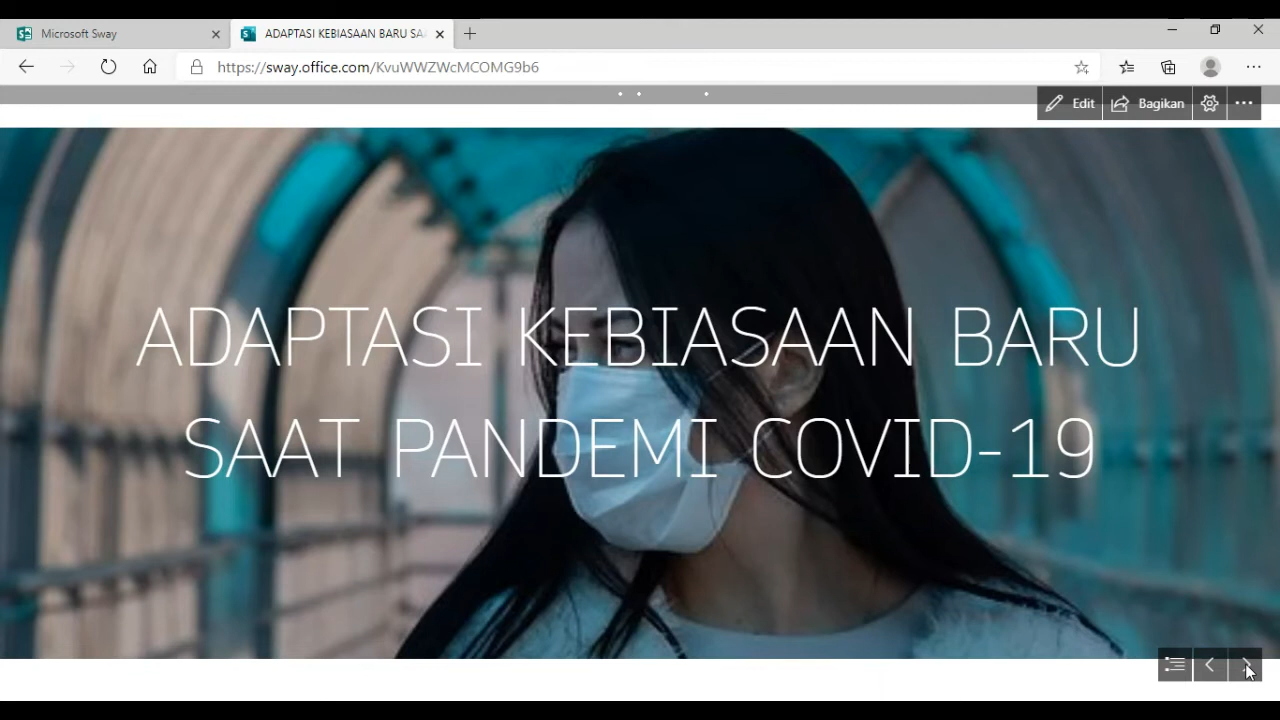 Microsoft Sway
ADAPTASI KEBIASAAN BARU SA
https://sway.office.com/KvuWWZWcMCOMG9b6
Edit
Bagikan
ADAPTASI KEBIASAAN BARU
SAAT PANDEMI COVID-19